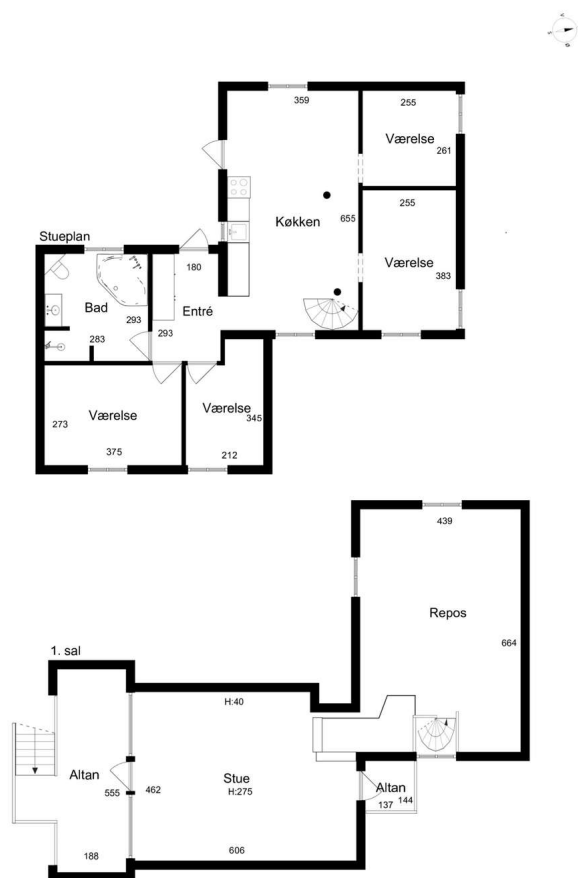 359
255
Værelse
261
Køkken
655
255
Værelse
383
Stueplan
180
Bad
Entré
293
293
283
Værelse
273
375
Værelse
345
212
439
Repos
664
1. sal
H:40
Altan
555
462
Stue
H:275
Altan
137
144
188
606